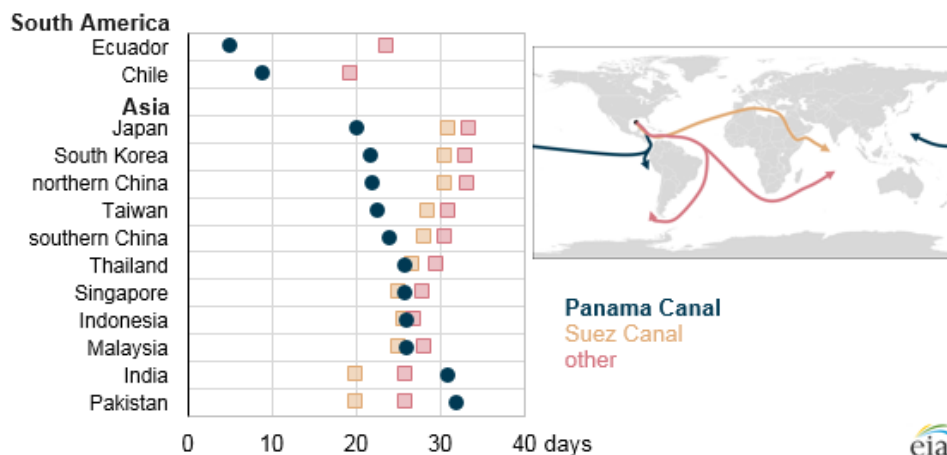 South America
Ecuador
Chile
Asia
Japan
South Korea
northern China
Taiwan
southern China
Thailand
Singapore
Indonesia
Malaysia
India
Pakistan
0 10 20 30 40 days
Panama Canal
Suez Canal
other
eia